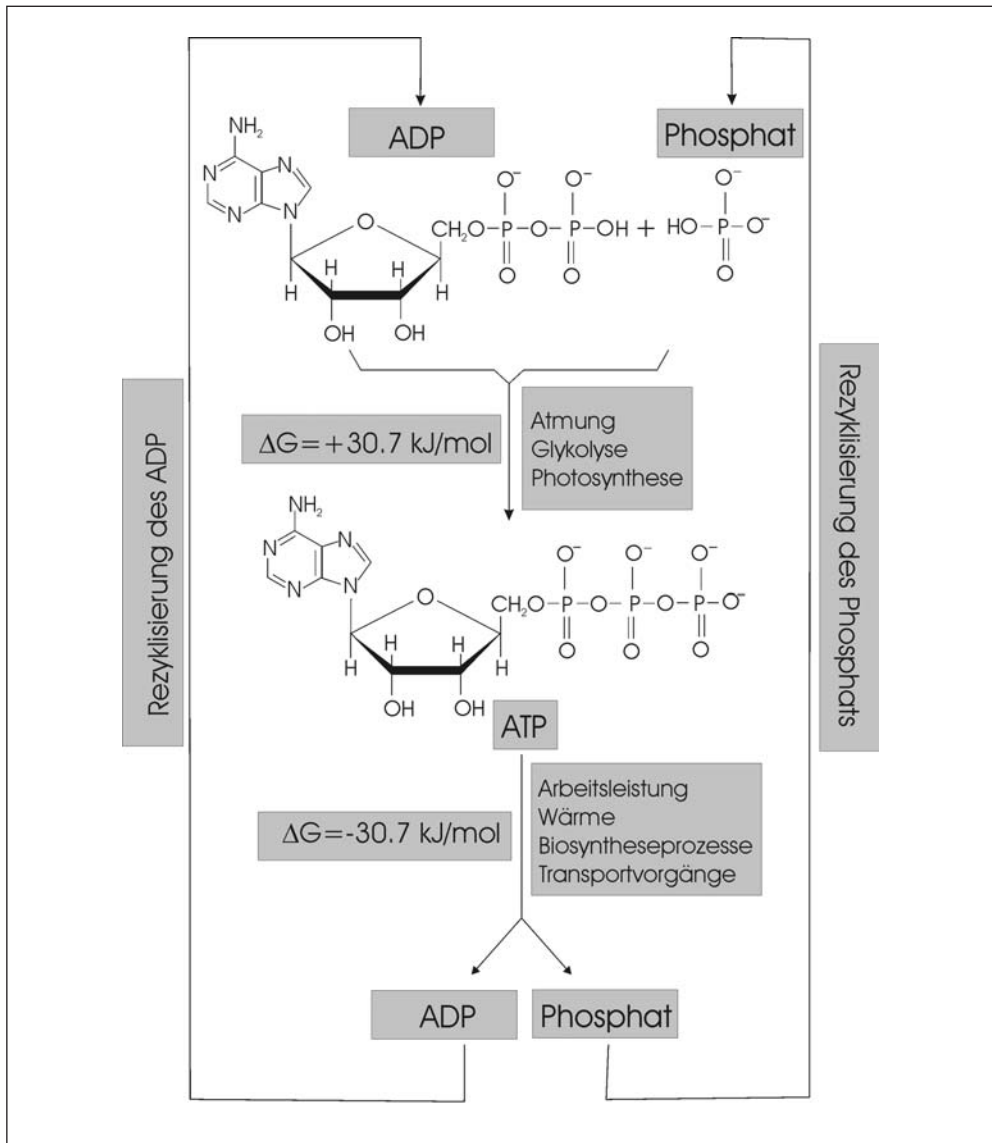 ADP
Phosphat
NH2
N
N
N
N
O
CH2O-P-O-P-OH + HO-P-O-
O- O- O-
O O O
H H
H H
OH OH
Rezyklisierung des ADP
Rezyklisierung des Phosphats
ΔG=+30.7 kJ/mol
Atmung
Glykolyse
Photosynthese
NH2
N
N
N
N
O
O- O- O-
CH2O-P-O-P-O-P-O-
O O O
H H
H H
OH OH
ATP
ΔG=-30.7 kJ/mol
Arbeitsleistung
Wärme
Biosyntheseprozesse
Transportvorgänge
ADP
Phosphat